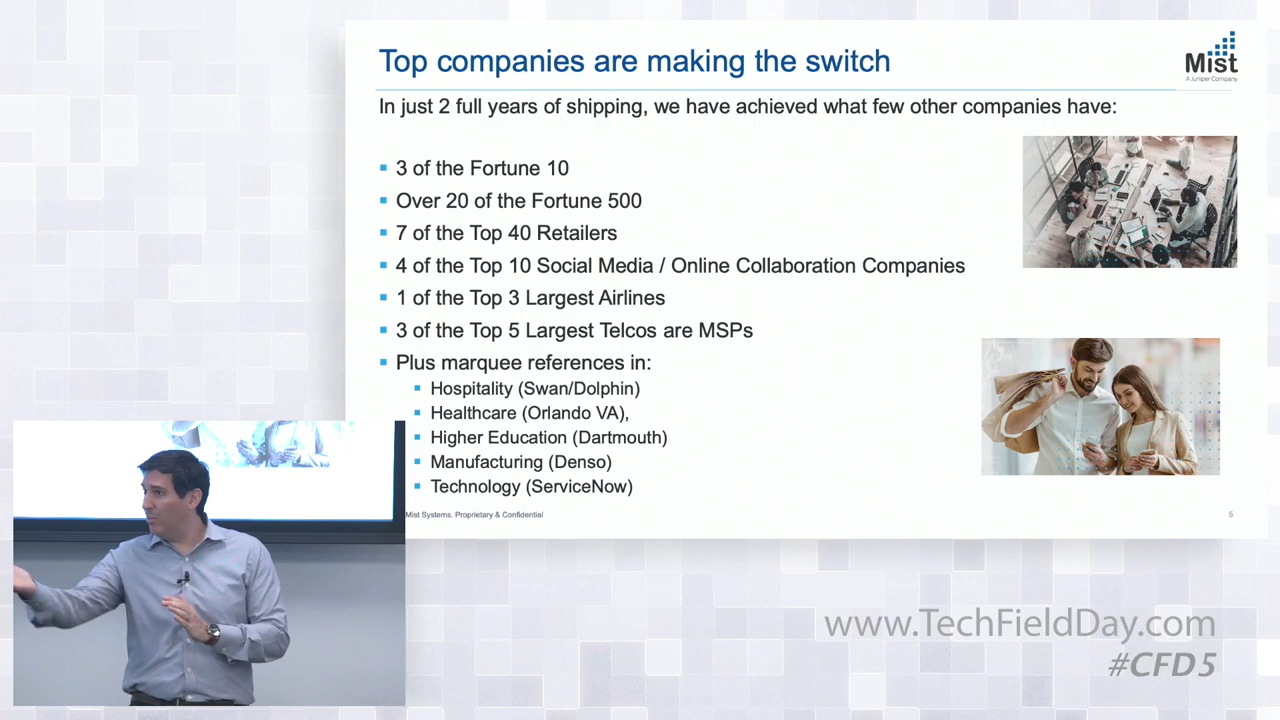 Top companies are making the switch
Mist
A Juniper Company
In just 2 full years of shipping, we have achieved what few other companies have:
3 of the Fortune 10
Over 20 of the Fortune 500
7 of the Top 40 Retailers
4 of the Top 10 Social Media / Online Collaboration Companies
1 of the Top 3 Largest Airlines
3 of the Top 5 Largest Telcos are MSPs
Plus marquee references in:
Hospitality (Swan/Dolphin)
Healthcare (Orlando VA),
Higher Education (Dartmouth)
Manufacturing (Denso)
Technology (ServiceNow)
Mist Systems. Proprietary & Confidential
5
www.TechFieldDay.com
#CFD5